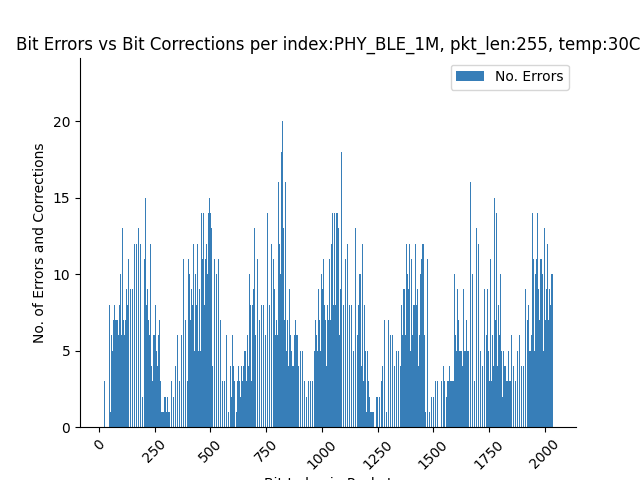 Bit Errors vs Bit Corrections per index:PHY_BLE_1M, pkt_len:255, temp:30C
No. Errors
No. of Errors and Corrections
20
15
10
5
0
0 250 500 750 1000 1250 1500 1750 2000